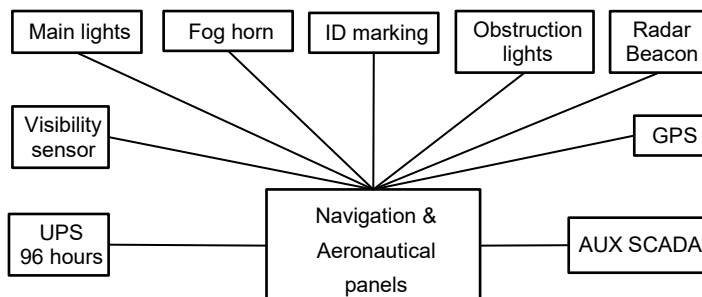 Main lights
Fog horn
ID marking
Obstruction
lights
Radar
Beacon
Visibility
sensor
GPS
UPS
96 hours
Navigation &
Aeronautical
panels
AUX SCADA